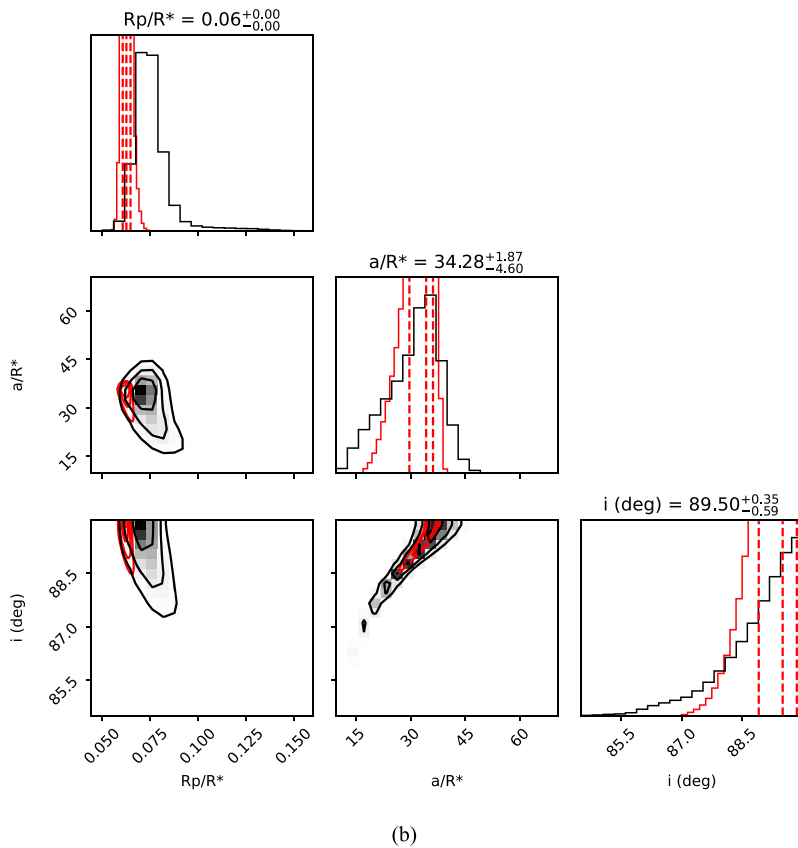 Rp/R* = 0.06+0.00 −0.00
a/R* = 34.28+1.87 −4.60
60
45
30
15
a/R*
i (deg) = 89.50+0.35 −0.59
88.5
87.0
85.5
i (deg)
0.050 0.075 0.100 0.125 0.150
15 30 45 60
85.5 87.0 88.5
Rp/R* a/R* i (deg)
(b)